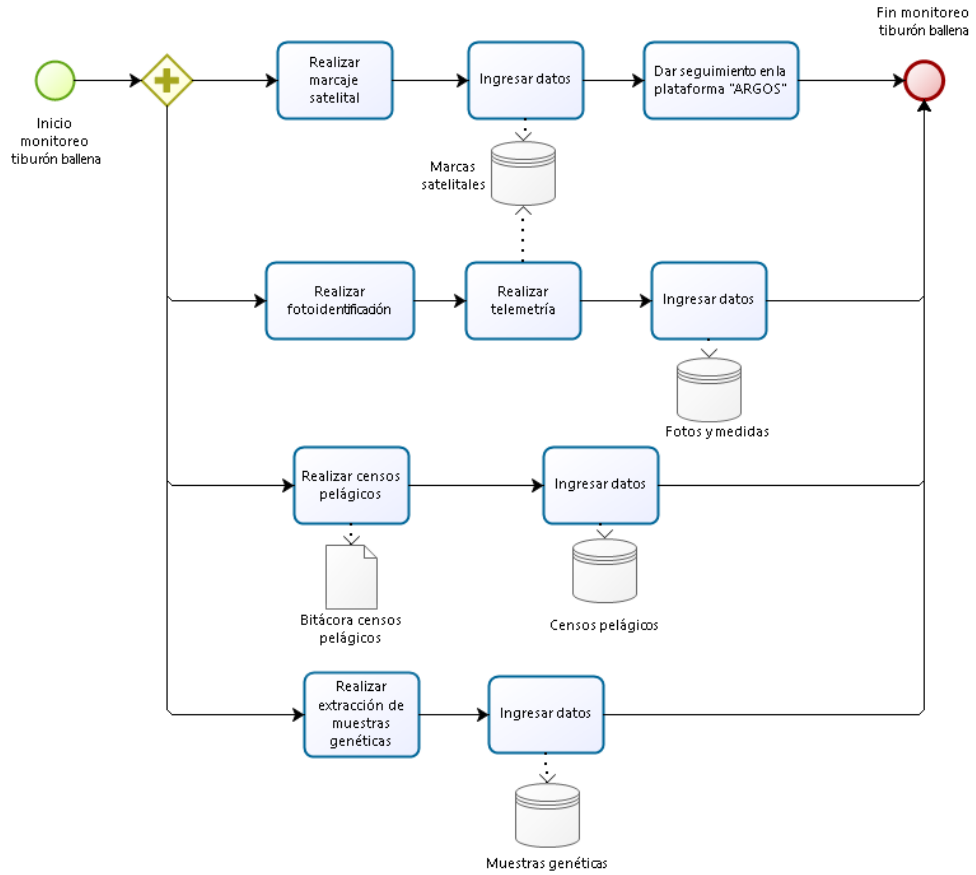 Fin monitoreo
tiburón ballena
Realizar
marcaje
satelital
Ingresar datos
Dar seguimiento en la
plataforma "ARGOS"
Inicio
monitoreo
tiburón ballena
Marcas
satelitales
Realizar
fotoidentificación
Realizar
telemetría
Ingresar datos
Fotos y medidas
Realizar censos
pelágicos
Ingresar datos
Bitácora censos
pelágicos
Censos pelágicos
Realizar
extracción de
muestras
genéticas
Ingresar datos
Muestras genéticas